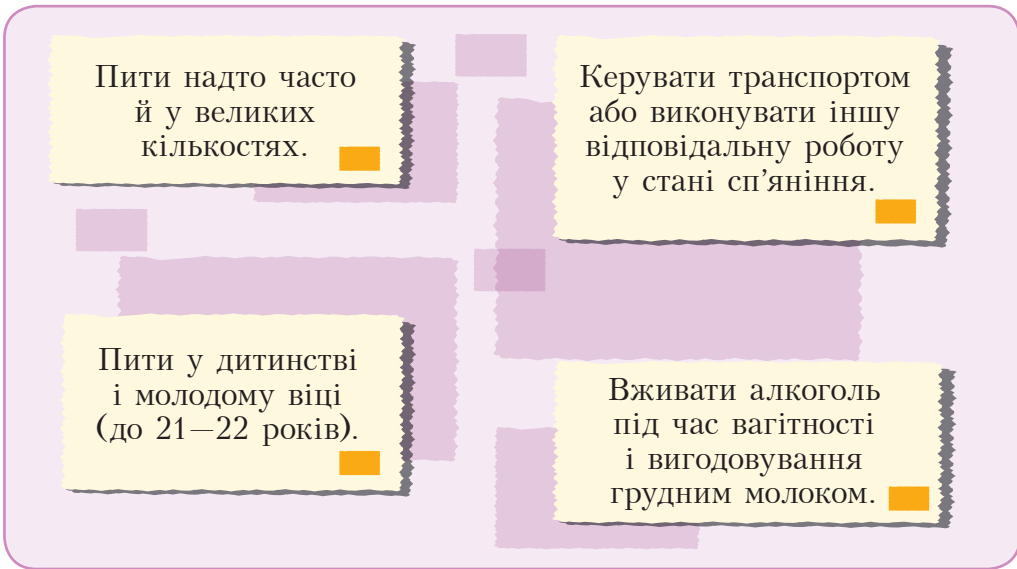 Пити надто часто
й у великих
кількостях.
Керувати транспортом
або виконувати іншу
відповідальну роботу
у стані сп’яніння.
Пити у дитинстві
і молодому віці
(до 21—22 років).
Вживати алкоголь
під час вагітності
і вигодовування
грудним молоком.